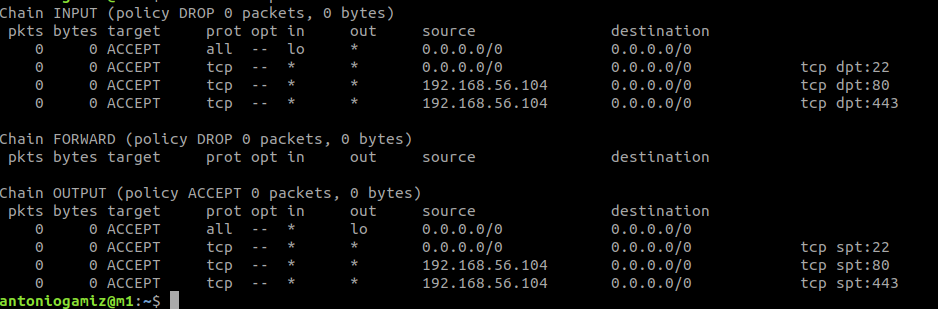 Chain INPUT (policy DROP 0 packets, 0 bytes)
 pkts bytes target     prot opt in     out     source               destination
    0     0 ACCEPT     all  --  lo     *       0.0.0.0/0            0.0.0.0/0
    0     0 ACCEPT     tcp  --  *      *       0.0.0.0/0            0.0.0.0/0            tcp dpt:22
    0     0 ACCEPT     tcp  --  *      *       192.168.56.104       0.0.0.0/0            tcp dpt:80
    0     0 ACCEPT     tcp  --  *      *       192.168.56.104       0.0.0.0/0            tcp dpt:443

Chain FORWARD (policy DROP 0 packets, 0 bytes)
 pkts bytes target     prot opt in     out     source               destination

Chain OUTPUT (policy ACCEPT 0 packets, 0 bytes)
 pkts bytes target     prot opt in     out     source               destination
    0     0 ACCEPT     all  --  *      lo      0.0.0.0/0            0.0.0.0/0
    0     0 ACCEPT     tcp  --  *      *       0.0.0.0/0            0.0.0.0/0            tcp spt:22
    0     0 ACCEPT     tcp  --  *      *       192.168.56.104       0.0.0.0/0            tcp spt:80
    0     0 ACCEPT     tcp  --  *      *       192.168.56.104       0.0.0.0/0            tcp spt:443
antoniogamiz@m1:~$